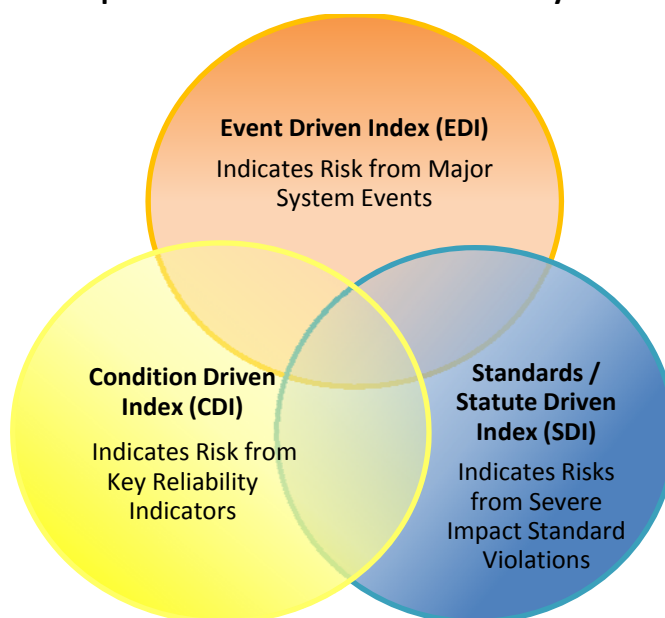 Event Driven Index (EDI)
Indicates Risk from Major
System Events
Condition Driven
Index (CDI)
Indicates Risk from
Key Reliability
Indicators
Standards /
Statute Driven
Index (SDI)
Indicates Risks
from Severe
Impact Standard
Violations